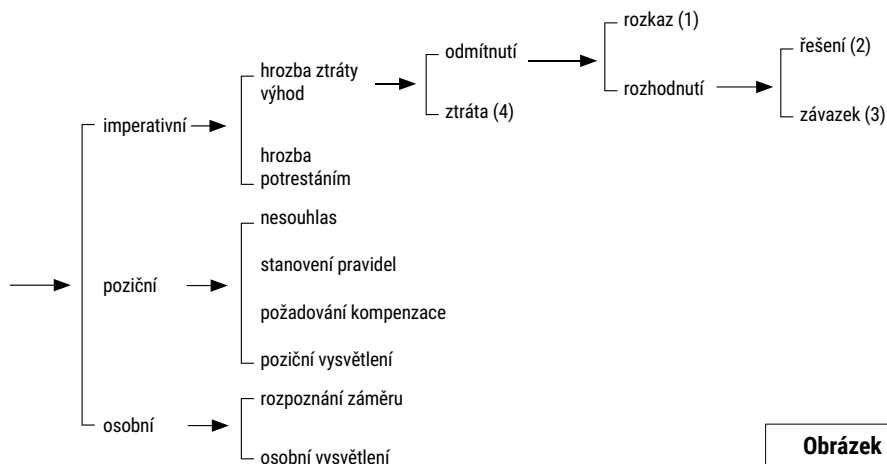 imperativní
hrozba ztráty
výhod
odmítnutí
rozkaz (1)
rozhodnutí
řešení (2)
závazek (3)
ztráta (4)
hrozba
potrestáním
poziční
nesouhlas
stanovení pravidel
požadování kompenzace
poziční vysvětlení
osobní
rozpoznání záměru
osobní vysvětlení
Obrázek